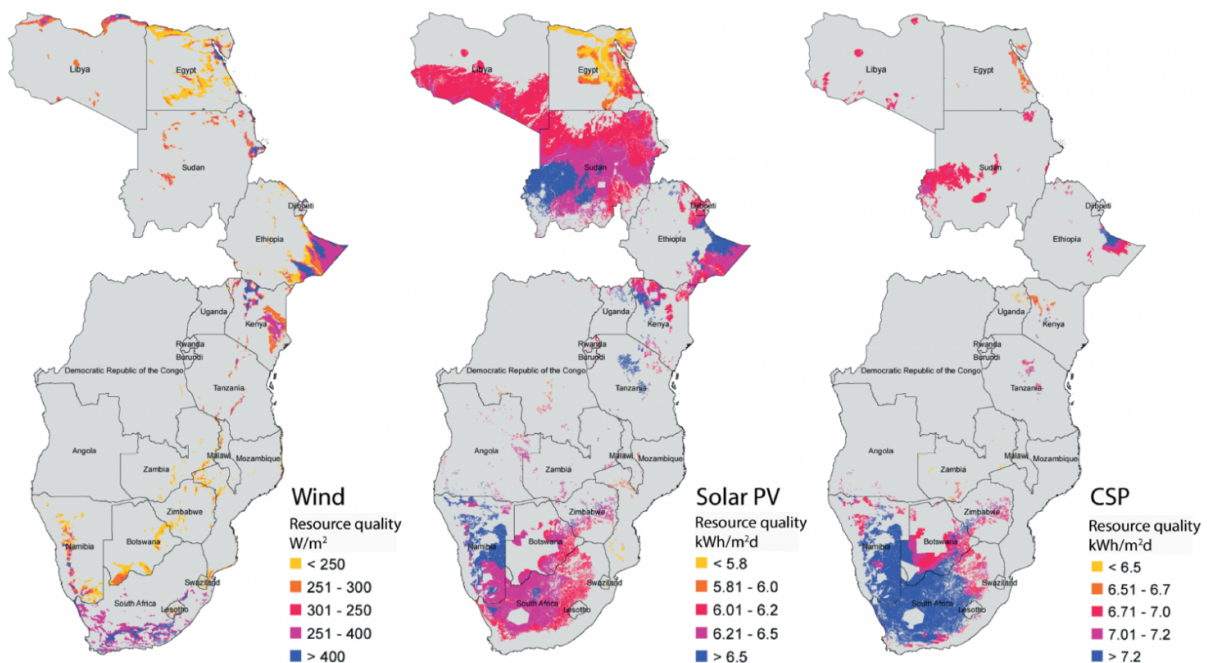 Libya
Egypt
Sudan
Djibouti
Ethiopia
Uganda
Kenya
Rwanda
Burundi
Democratic Republic of the Congo
Tanzania
Angola
Zambia
Malawi
Mozambique
Zimbabwe
Namibia
Botswana
Swaziland
South Africa
Lesotho
Wind
Resource quality
W/m²
< 250
251 - 300
301 - 250
251 - 400
> 400
Libya
Egypt
Sudan
Djibouti
Ethiopia
Uganda
Kenya
Rwanda
Burundi
Democratic Republic of the Congo
Tanzania
Angola
Zambia
Malawi
Mozambique
Zimbabwe
Namibia
Botswana
Swaziland
South Africa
Lesotho
Solar PV
Resource quality
kWh/m²d
< 5.8
5.81 - 6.0
6.01 - 6.2
6.21 - 6.5
> 6.5
Libya
Egypt
Sudan
Djibouti
Ethiopia
Uganda
Kenya
Rwanda
Burundi
Democratic Republic of the Congo
Tanzania
Angola
Zambia
Malawi
Mozambique
Zimbabwe
Namibia
Botswana
Swaziland
South Africa
Lesotho
CSP
Resource quality
kWh/m²d
< 6.5
6.51 - 6.7
6.71 - 7.0
7.01 - 7.2
> 7.2